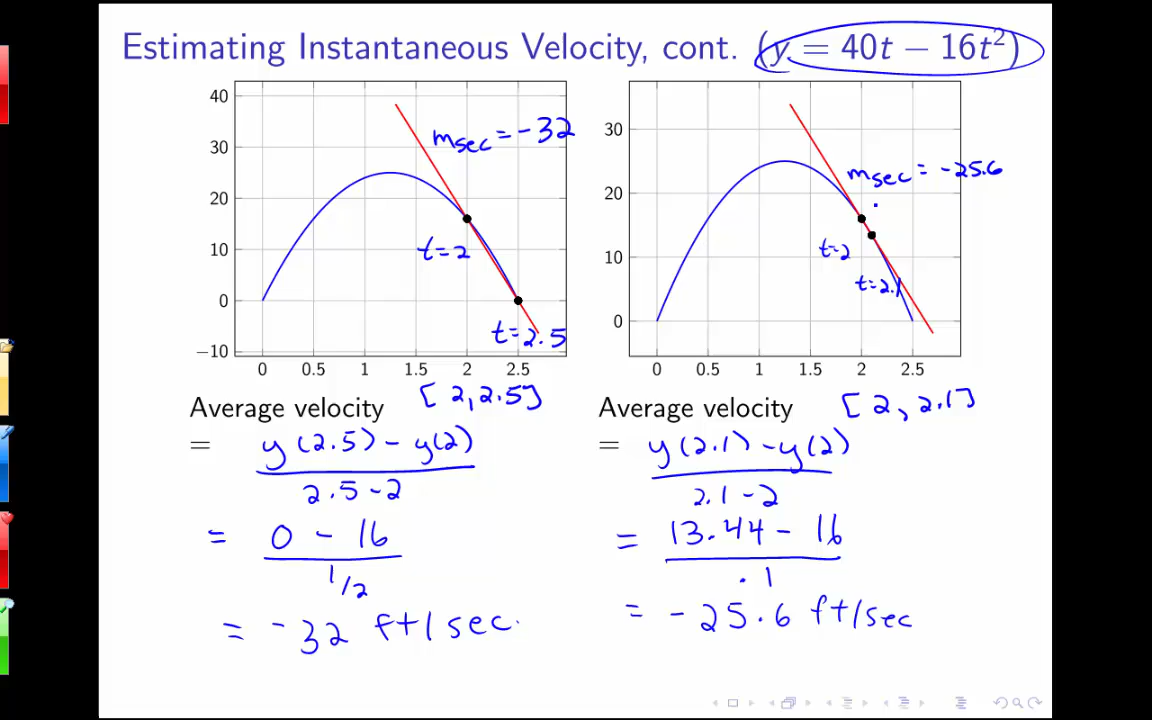 Estimating Instantaneous Velocity, cont. (y = 40t − 16t²)
40
30
20
10
0
−10
0 0.5 1 1.5 2 2.5
m_sec = -32
t=2
t=2.5
30
20
10
0
0 0.5 1 1.5 2 2.5
m_sec = -25.6
t=2
t=2.1
Average velocity [2, 2.5]
= y(2.5) - y(2)
2.5 - 2
= 0 - 16
1/2
= -32 ft/sec.
Average velocity [2, 2.1]
= y(2.1) - y(2)
2.1 - 2
= 13.44 - 16
.1
= -25.6 ft/sec